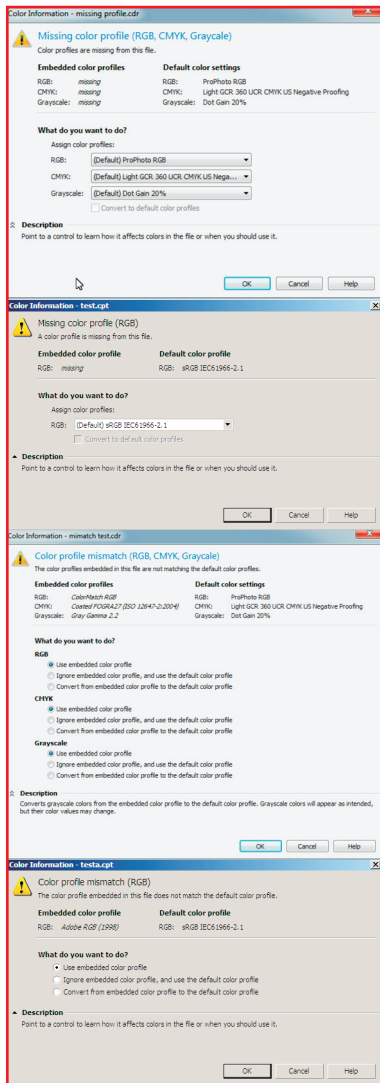 Color Information - missing profile.cdr
Missing color profile (RGB, CMYK, Grayscale)
Color profiles are missing from this file.
Embedded color profiles Default color settings
RGB: missing RGB: ProPhoto RGB
CMYK: missing CMYK: Light GCR 360 UCR CMYK US Negative Proofing
Grayscale: missing Grayscale: Dot Gain 20%
What do you want to do?
Assign color profiles:
RGB: (Default) ProPhoto RGB
CMYK: (Default) Light GCR 360 UCR CMYK US Nega...
Grayscale: (Default) Dot Gain 20%
Convert to default color profiles
Description
Point to a control to learn how it affects colors in the file or when you should use it.
OK Cancel Help
Color Information - test.cpt
Missing color profile (RGB)
A color profile is missing from this file.
Embedded color profile Default color profile
RGB: missing RGB: sRGB IEC61966-2.1
What do you want to do?
Assign color profiles:
RGB: (Default) sRGB IEC61966-2.1
Convert to default color profiles
Description
Point to a control to learn how it affects colors in the file or when you should use it.
OK Cancel Help
Color Information - mimatch test.cdr
Color profile mismatch (RGB, CMYK, Grayscale)
The color profiles embedded in this file are not matching the default color profiles.
Embedded color profiles Default color settings
RGB: ColorMatch RGB RGB: ProPhoto RGB
CMYK: Coated FOGRA27 (ISO 12647-2:2004) CMYK: Light GCR 360 UCR CMYK US Negative Proofing
Grayscale: Gray Gamma 2.2 Grayscale: Dot Gain 20%
What do you want to do?
RGB
Use embedded color profile
Ignore embedded color profile, and use the default color profile
Convert from embedded color profile to the default color profile
CMYK
Use embedded color profile
Ignore embedded color profile, and use the default color profile
Convert from embedded color profile to the default color profile
Grayscale
Use embedded color profile
Ignore embedded color profile, and use the default color profile
Convert from embedded color profile to the default color profile
Description
Converts grayscale colors from the embedded color profile to the default color profile. Grayscale colors will appear as intended,
but their color values may change.
OK Cancel Help
Color Information - testa.cpt
Color profile mismatch (RGB)
The color profile embedded in this file does not match the default color profile.
Embedded color profile Default color profile
RGB: Adobe RGB (1998) RGB: sRGB IEC61966-2.1
What do you want to do?
Use embedded color profile
Ignore embedded color profile, and use the default color profile
Convert from embedded color profile to the default color profile
Description
Point to a control to learn how it affects colors in the file or when you should use it.
OK Cancel Help